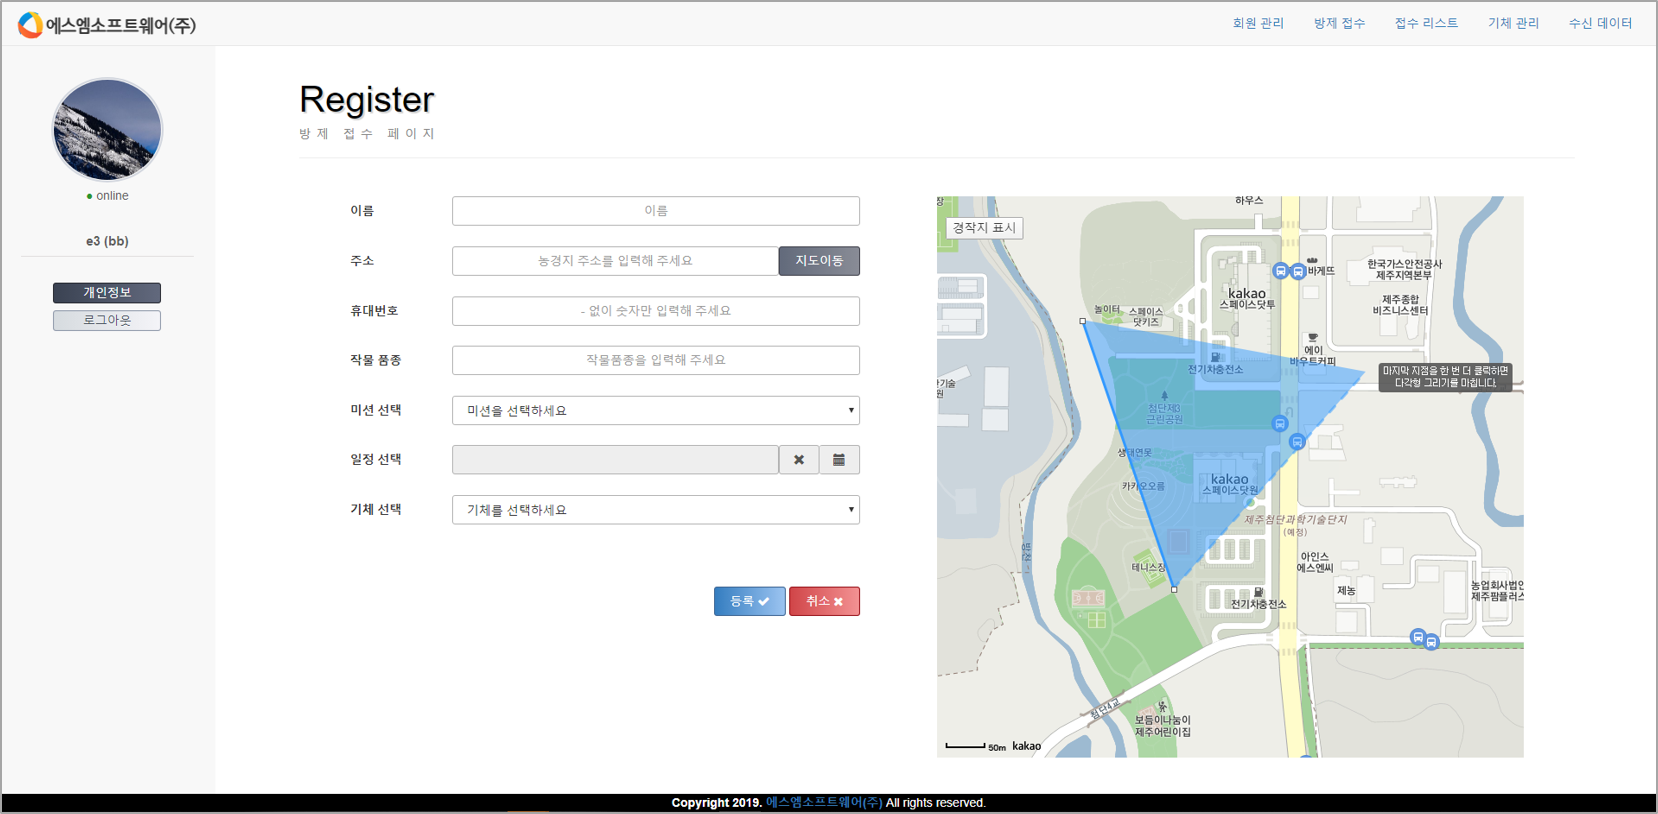 에스엠소프트웨어(주)
회원 관리
방제 접수
접수 리스트
기체 관리
수신 데이터
● online
e3 (bb)
개인정보
로그아웃
Register
방제 접수 페이지
이름
이름
주소
농경지 주소를 입력해 주세요
지도이동
휴대번호
- 없이 숫자만 입력해 주세요
작물 품종
작물품종을 입력해 주세요
미션 선택
미션을 선택하세요
일정 선택
기체 선택
기체를 선택하세요
등록
취소
장
경작지 표시
하우스
바게뜨
한국가스안전공사
제주지역본부
kakao
스페이스닷투
제주종합
비즈니스센터
놀이터
스페이스
닷키즈
에이
바우트커피
전기차충전소
마지막 지점을 한 번 더 클릭하면
다각형 그리기를 마칩니다.
원
첨단제3
근린공원
생태연못
kakao
스페이스닷원
카카오오름
제주첨단과학기술단지
(예정)
테니스장
아인스
에스엔씨
제농
농업회사법인
제주팜플러스
전기차충전소
첨단4교
보듬이나눔이
제주어린이집
50m
kakao
Copyright 2019. 에스엠소프트웨어(주) All rights reserved.